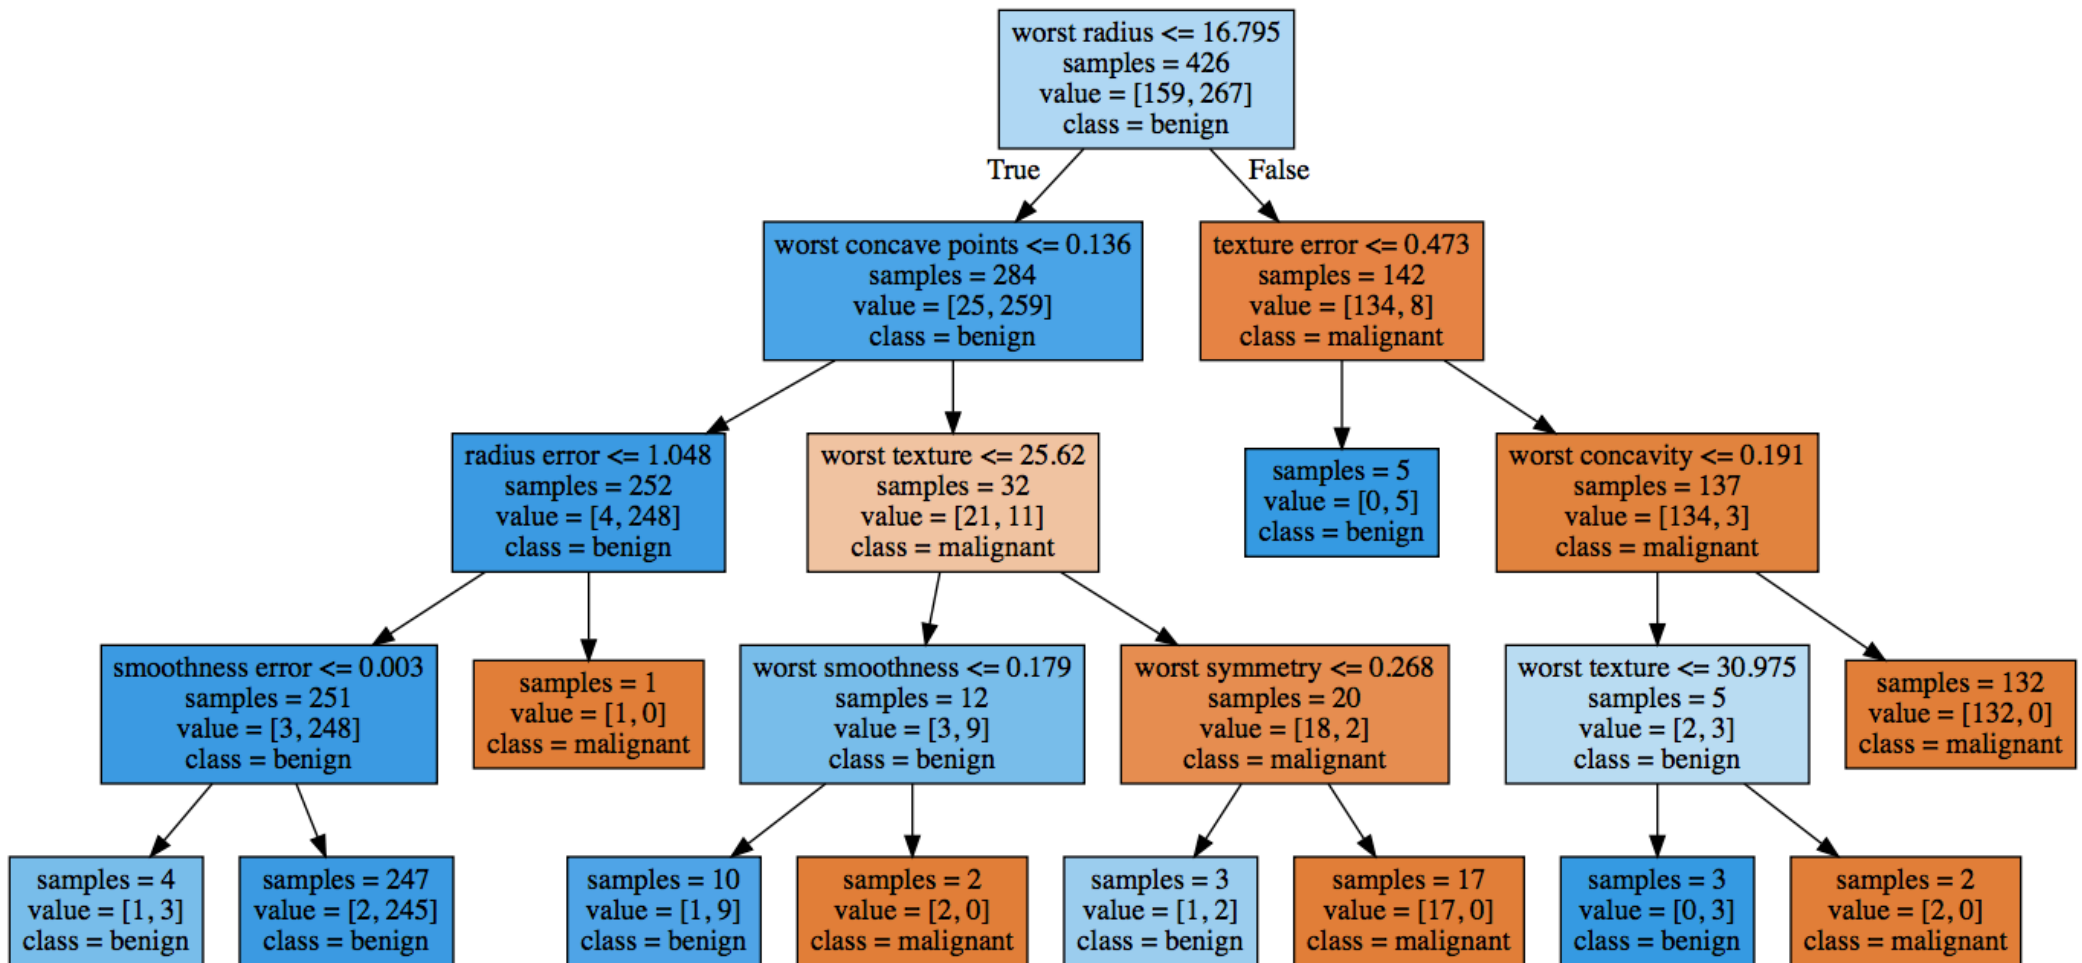 worst radius <= 16.795
samples = 426
value = [159, 267]
class = benign
True
False
worst concave points <= 0.136
samples = 284
value = [25, 259]
class = benign
texture error <= 0.473
samples = 142
value = [134, 8]
class = malignant
radius error <= 1.048
samples = 252
value = [4, 248]
class = benign
worst texture <= 25.62
samples = 32
value = [21, 11]
class = malignant
samples = 5
value = [0, 5]
class = benign
worst concavity <= 0.191
samples = 137
value = [134, 3]
class = malignant
smoothness error <= 0.003
samples = 251
value = [3, 248]
class = benign
samples = 1
value = [1, 0]
class = malignant
worst smoothness <= 0.179
samples = 12
value = [3, 9]
class = benign
worst symmetry <= 0.268
samples = 20
value = [18, 2]
class = malignant
worst texture <= 30.975
samples = 5
value = [2, 3]
class = benign
samples = 132
value = [132, 0]
class = malignant
samples = 4
value = [1, 3]
class = benign
samples = 247
value = [2, 245]
class = benign
samples = 10
value = [1, 9]
class = benign
samples = 2
value = [2, 0]
class = malignant
samples = 3
value = [1, 2]
class = benign
samples = 17
value = [17, 0]
class = malignant
samples = 3
value = [0, 3]
class = benign
samples = 2
value = [2, 0]
class = malignant